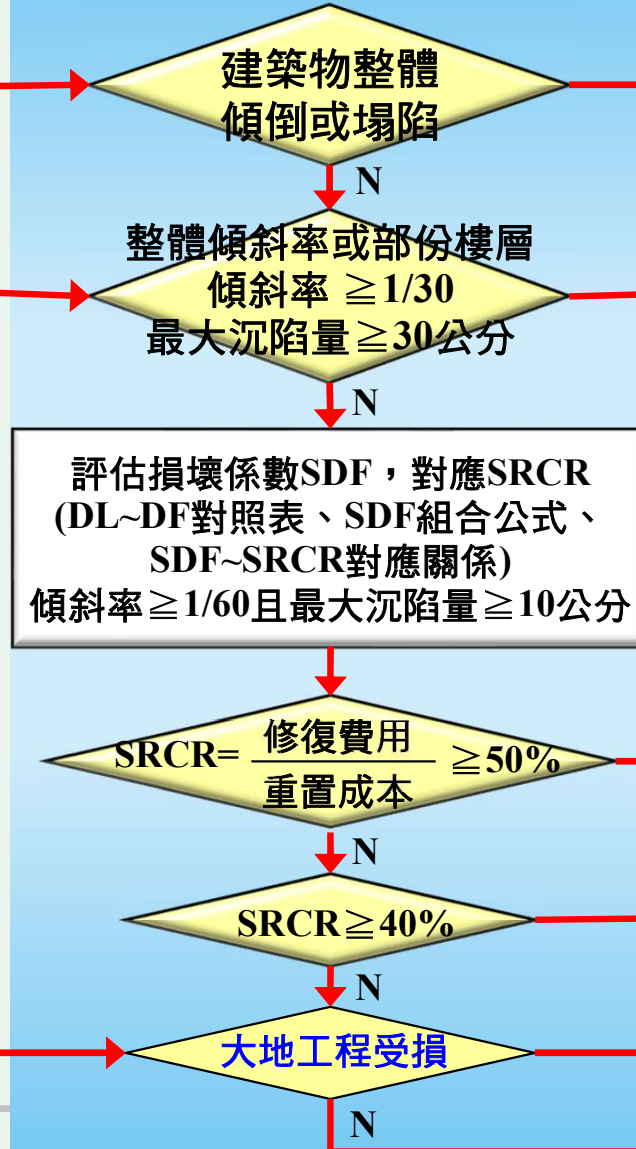 建築物整體
傾倒或塌陷
N
整體傾斜率或部份樓層
傾斜率 ≧1/30
最大沉陷量≧30公分
N
評估損壞係數SDF，對應SRCR
(DL~DF對照表、SDF組合公式、
SDF~SRCR對應關係)
傾斜率≧1/60且最大沉陷量≧10公分
修復費用
SRCR= ≧50%
重置成本
N
SRCR≧40%
N
大地工程受損
N